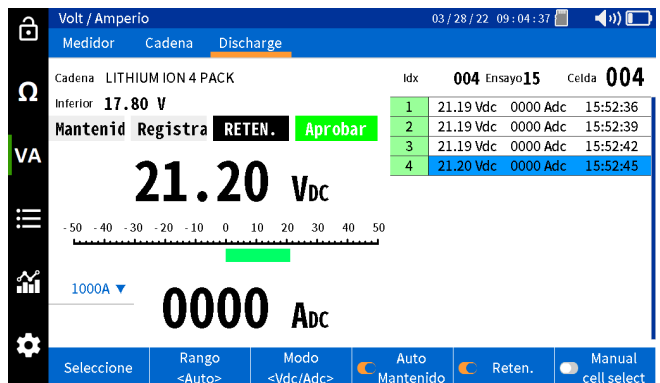 Volt / Amperio 03/28/22 09:04:37
Medidor Cadena Discharge
Cadena LITHIUM ION 4 PACK
Idx 004 Ensayo15 Celda 004
Inferior 17.80 V
Mantenid Registra RETEN. Aprobar
1 21.19 Vdc 0000 Adc 15:52:36
2 21.19 Vdc 0000 Adc 15:52:39
3 21.19 Vdc 0000 Adc 15:52:42
4 21.20 Vdc 0000 Adc 15:52:45
Ω
VA
21.20 VDC
-50 -40 -30 -20 -10 0 10 20 30 40 50
1000A ▼
0000 ADC
Seleccione
Rango
<Auto>
Modo
<Vdc/Adc>
Auto
Mantenido
Reten.
Manual
cell select